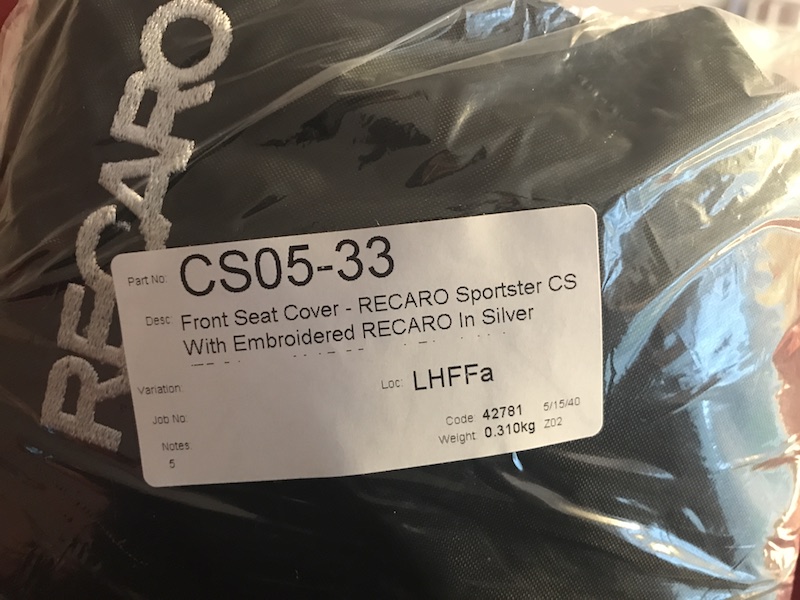 RECARO
Part No: CS05-33
Desc: Front Seat Cover - RECARO Sportster CS
With Embroidered RECARO In Silver
Variation:
Loc: LHFFa
Job No:
Code: 42781 5/15/40
Notes:
Weight: 0.310kg Z02
5